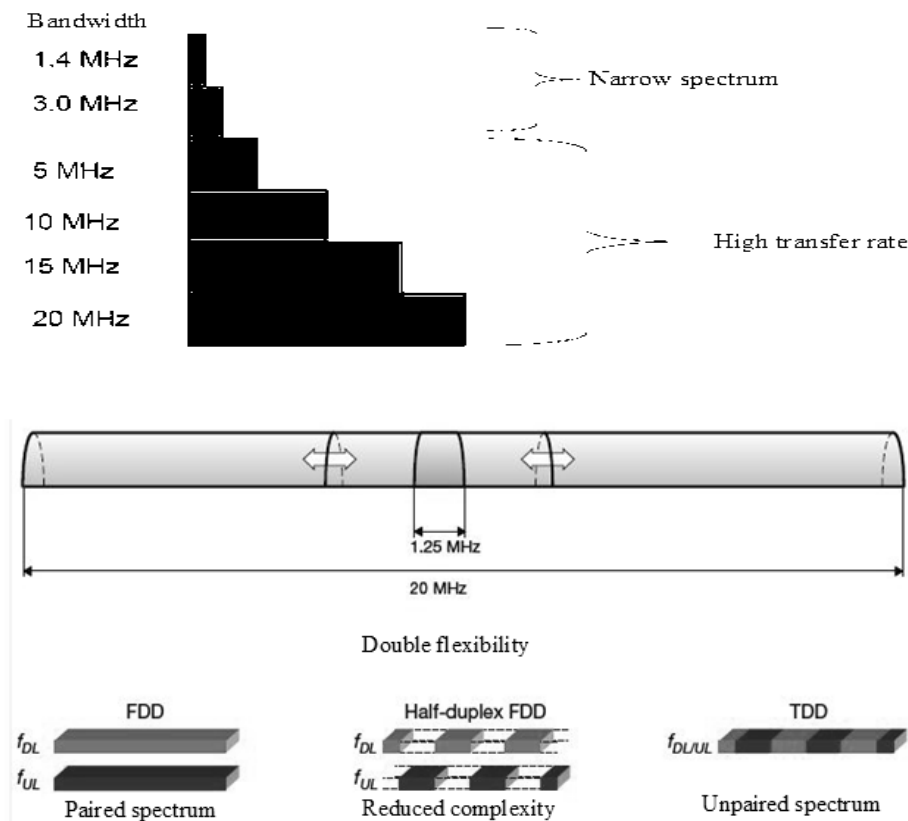 Bandwidth
1.4 MHz
3.0 MHz
Narrow spectrum
5 MHz
10 MHz
High transfer rate
15 MHz
20 MHz
1.25 MHz
20 MHz
Double flexibility
FDD
Half-duplex FDD
TDD
fDL
fDL
fDL/UL
fUL
fUL
Paired spectrum
Reduced complexity
Unpaired spectrum